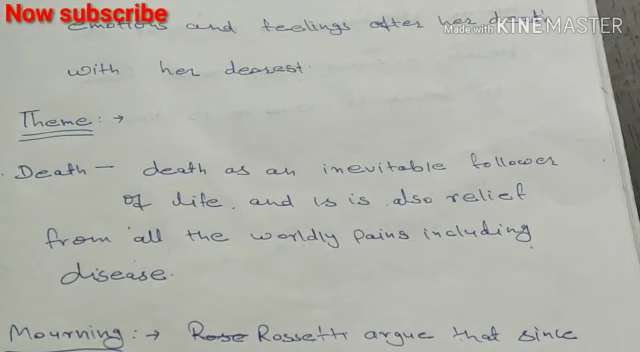 Now subscribe
Made with KINEMASTER
emotions and feelings after her death
with her dearest.
Theme: →
Death — death as an inevitable follower
of life, and is is also relief
from all the worldly pains including
disease.
Mourning: → Rose Rossetti argue that since